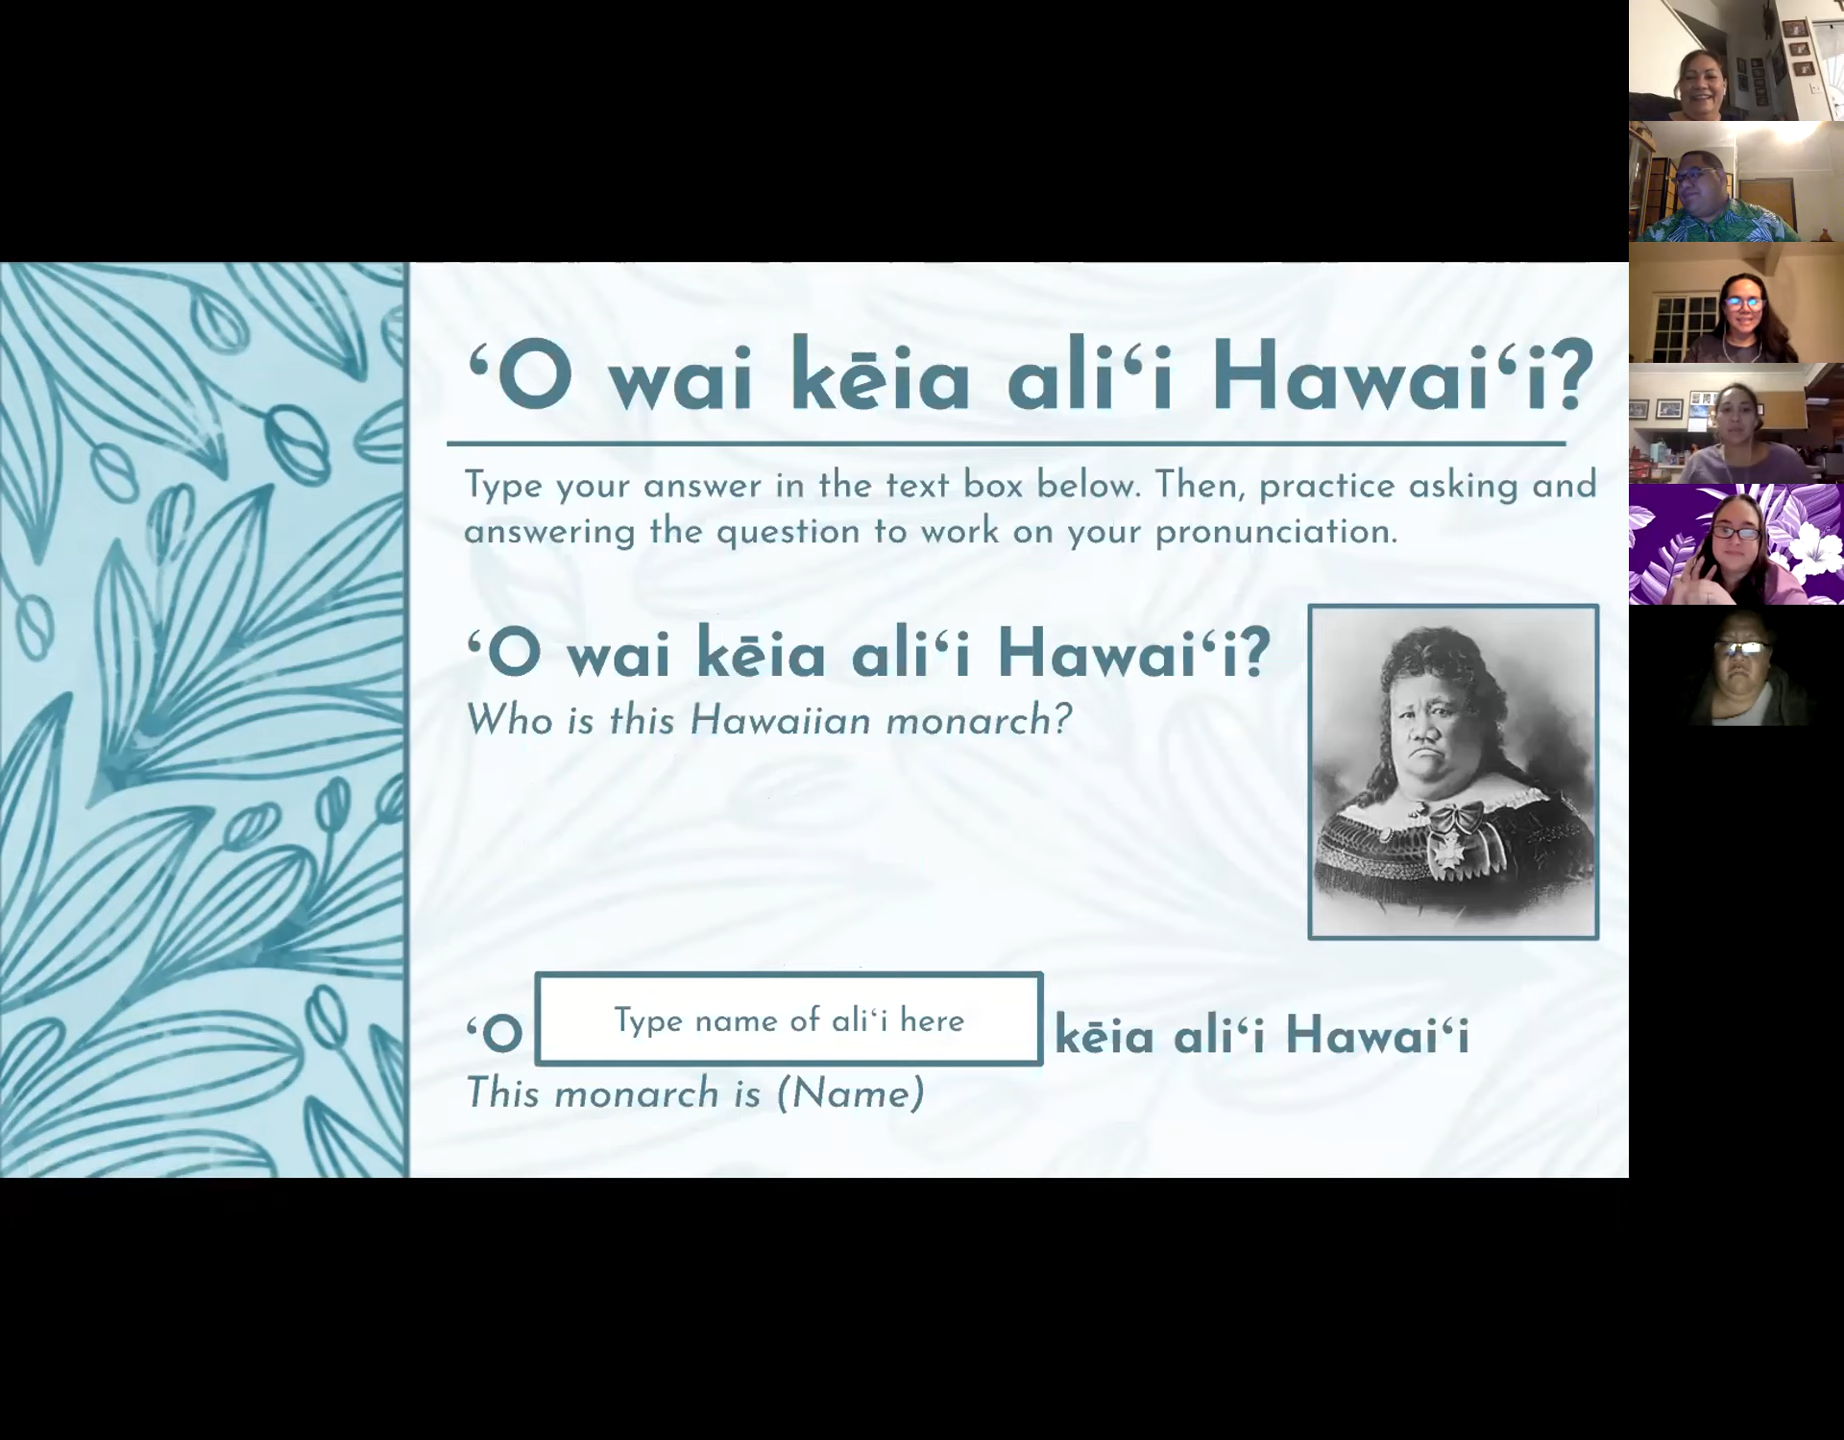 ʻO wai kēia aliʻi Hawaiʻi?
Type your answer in the text box below. Then, practice asking and
answering the question to work on your pronunciation.
ʻO wai kēia aliʻi Hawaiʻi?
Who is this Hawaiian monarch?
ʻO Type name of aliʻi here kēia aliʻi Hawaiʻi
This monarch is (Name)